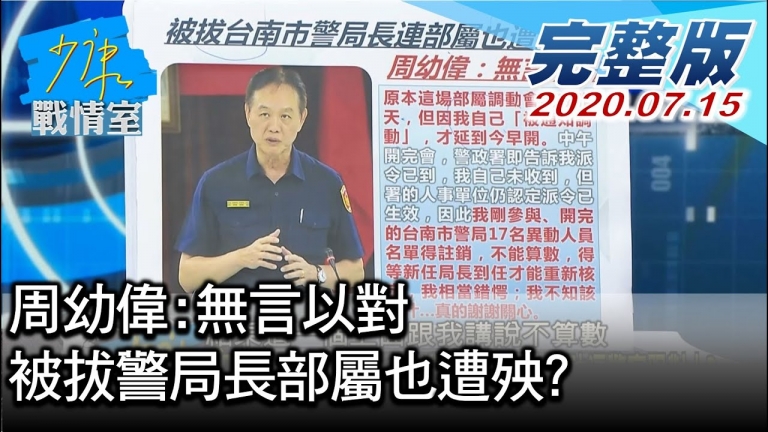 少康
戰情室
完整版
2020.07.15
被拔台南市警局長連部屬也遭
周幼偉：無言
原本這場部屬調動會
天，但因我自己「被通知調
動」，才延到今早開。中午
開完會，警政署即告訴我派
令已到，我自己未收到，但
署的人事單位仍認定派令已
生效，因此我剛參與、開完
的台南市警局17名異動人員
名單得註銷，不能算數，得
等新任局長到任才能重新核
。我相當錯愕；我不知該
…真的謝謝關心。
跟我講說不算數
周幼偉：無言以對
被拔警局長部屬也遭殃?